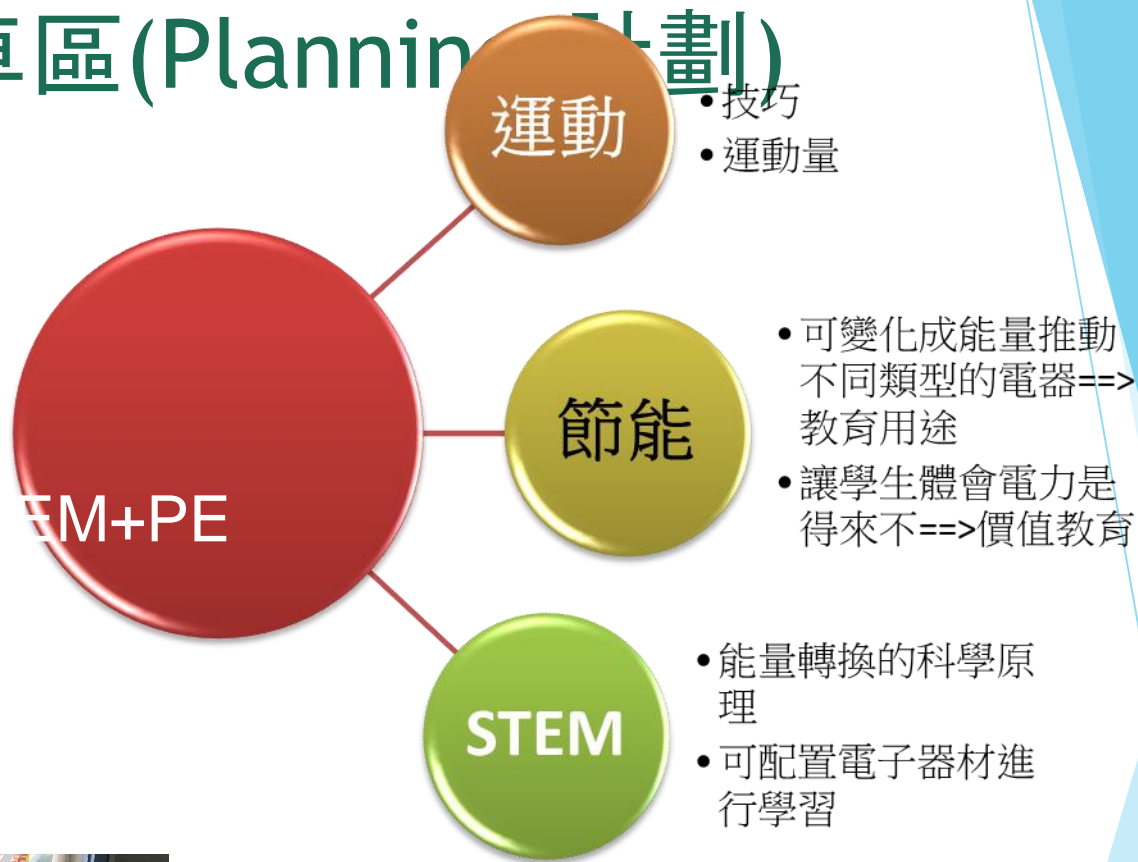 區(Plannin 劃)
運動
•技巧
•運動量
節能
•可變化成能量推動
不同類型的電器==>
教育用途
•讓學生體會電力是
得來不==>價值教育
EM+PE
STEM
•能量轉換的科學原
理
•可配置電子器材進
行學習